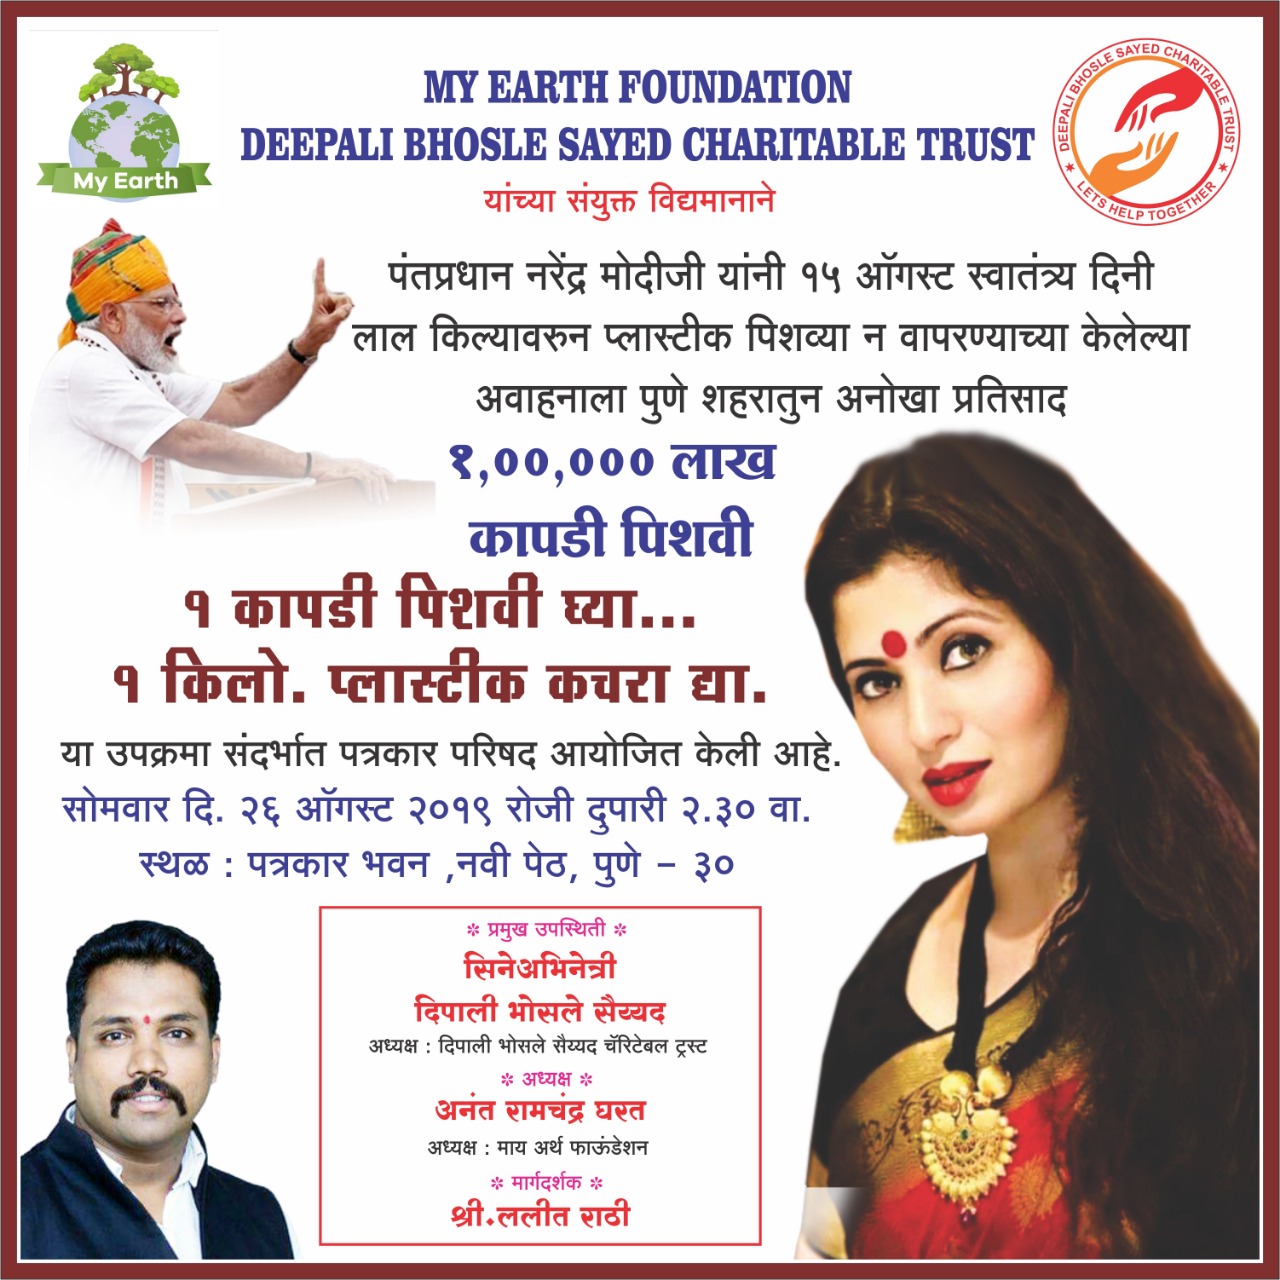 My Earth
MY EARTH FOUNDATION
DEEPALI BHOSLE SAYED CHARITABLE TRUST
यांच्या संयुक्त विद्यमानाने
DEEPALI BHOSLE SAYED CHARITABLE TRUST
LETS HELP TOGETHER
पंतप्रधान नरेंद्र मोदीजी यांनी १५ ऑगस्ट स्वातंत्र्य दिनी
लाल किल्यावरुन प्लास्टीक पिशव्या न वापरण्याच्या केलेल्या
अवाहनाला पुणे शहरातुन अनोखा प्रतिसाद
१,००,००० लाख
कापडी पिशवी
१ कापडी पिशवी घ्या...
१ किलो. प्लास्टीक कचरा द्या.
या उपक्रमा संदर्भात पत्रकार परिषद आयोजित केली आहे.
सोमवार दि. २६ ऑगस्ट २०१९ रोजी दुपारी २.३० वा.
स्थळ : पत्रकार भवन ,नवी पेठ, पुणे – ३०
* प्रमुख उपस्थिती *
सिनेअभिनेत्री
दिपाली भोसले सैय्यद
अध्यक्ष : दिपाली भोसले सैय्यद चॅरिटेबल ट्रस्ट
* अध्यक्ष *
अनंत रामचंद्र घरत
अध्यक्ष : माय अर्थ फाऊंडेशन
* मार्गदर्शक *
श्री.ललीत राठी